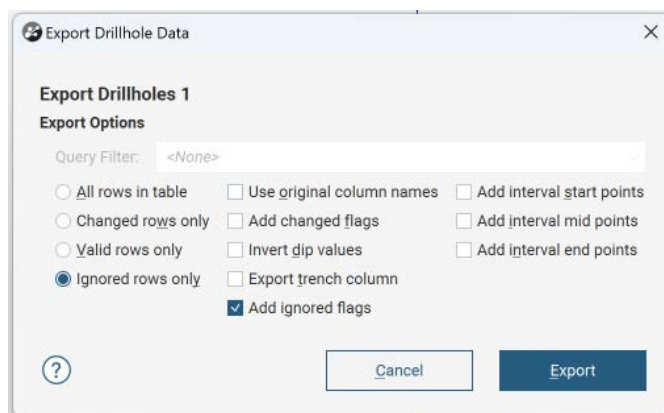 Export Drillhole Data
Export Drillholes 1
Export Options
Query Filter: <None>
All rows in table Use original column names Add interval start points
Changed rows only Add changed flags Add interval mid points
Valid rows only Invert dip values Add interval end points
Ignored rows only Export trench column
Add ignored flags
? Cancel Export